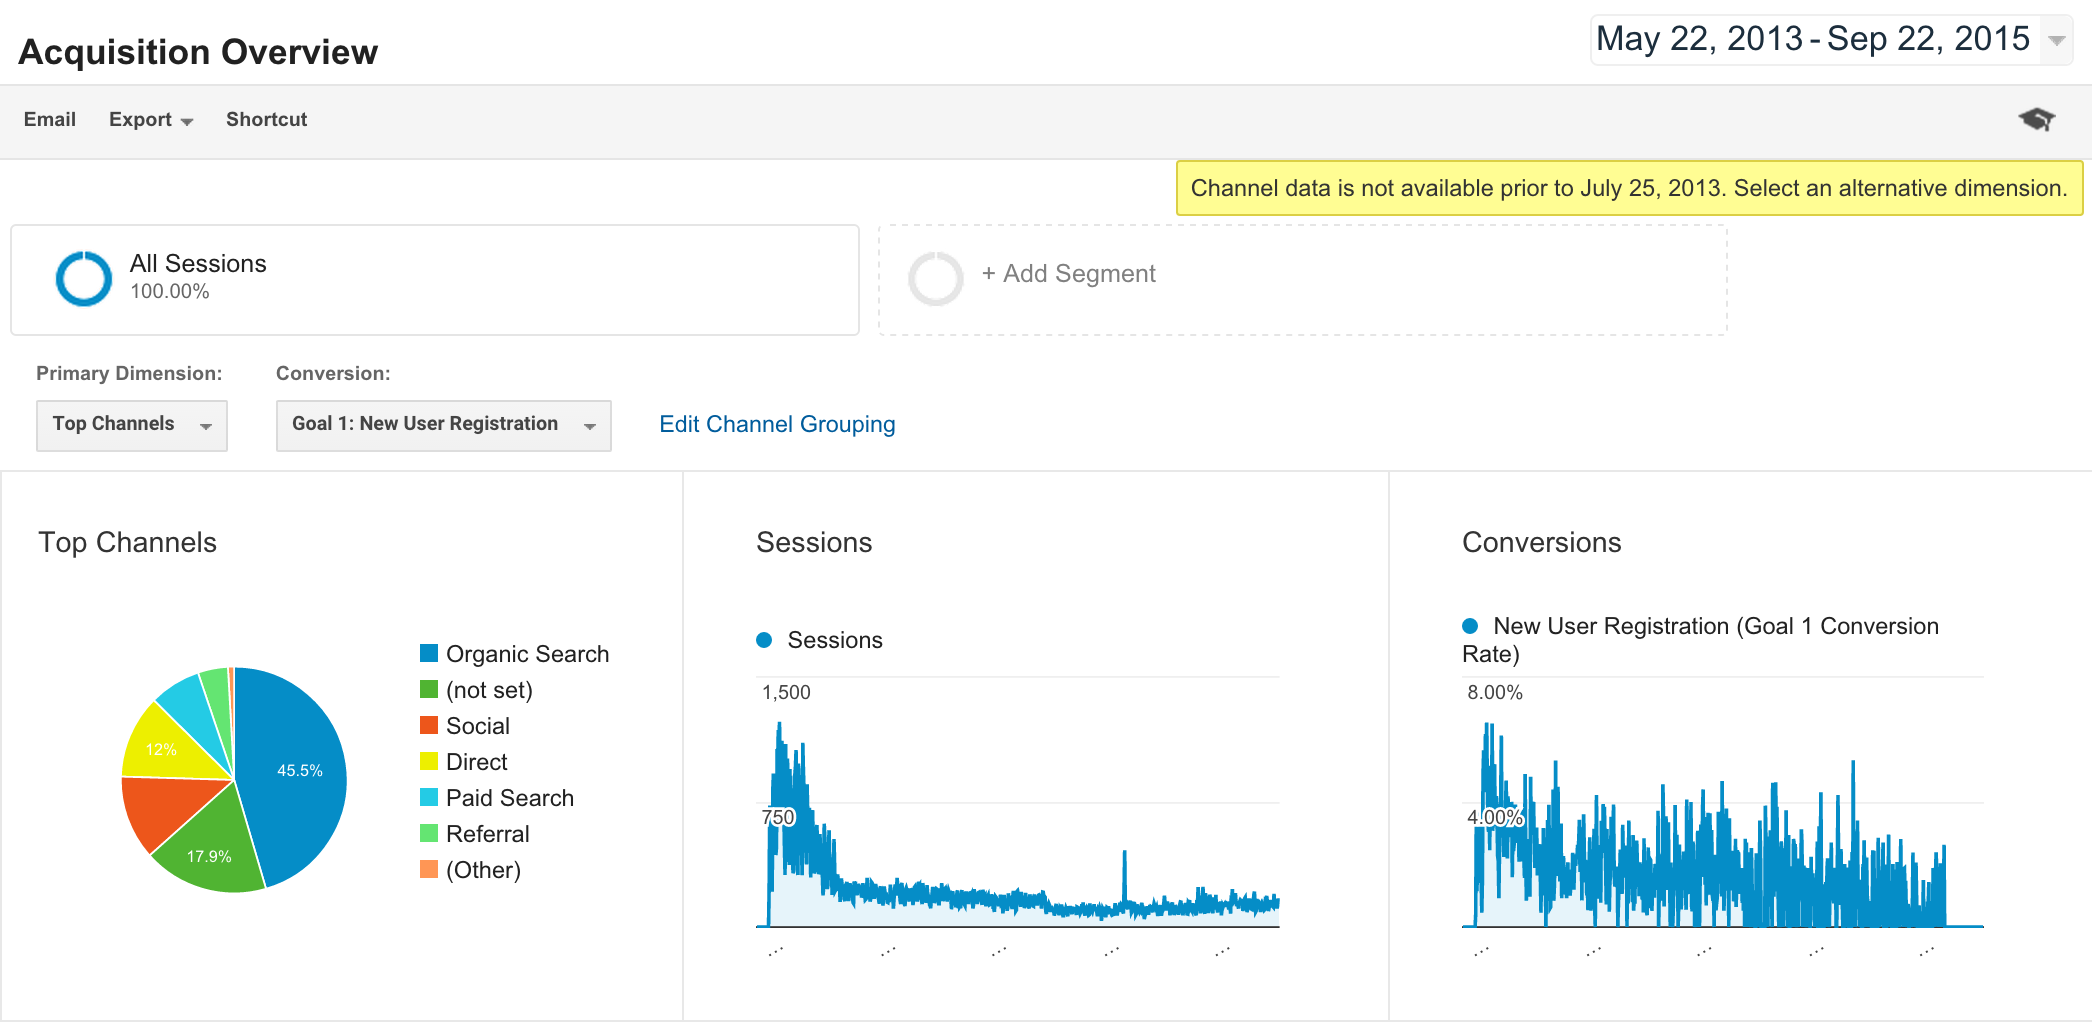 Acquisition Overview
May 22, 2013 - Sep 22, 2015
Email Export Shortcut
Channel data is not available prior to July 25, 2013. Select an alternative dimension.
All Sessions
100.00%
+ Add Segment
Primary Dimension:
Conversion:
Top Channels
Goal 1: New User Registration
Edit Channel Grouping
Top Channels
45.5%
17.9%
12%
Organic Search
(not set)
Social
Direct
Paid Search
Referral
(Other)
Sessions
Sessions
1,500
750
...
...
...
...
...
Conversions
New User Registration (Goal 1 Conversion
Rate)
8.00%
4.00%
...
...
...
...
...